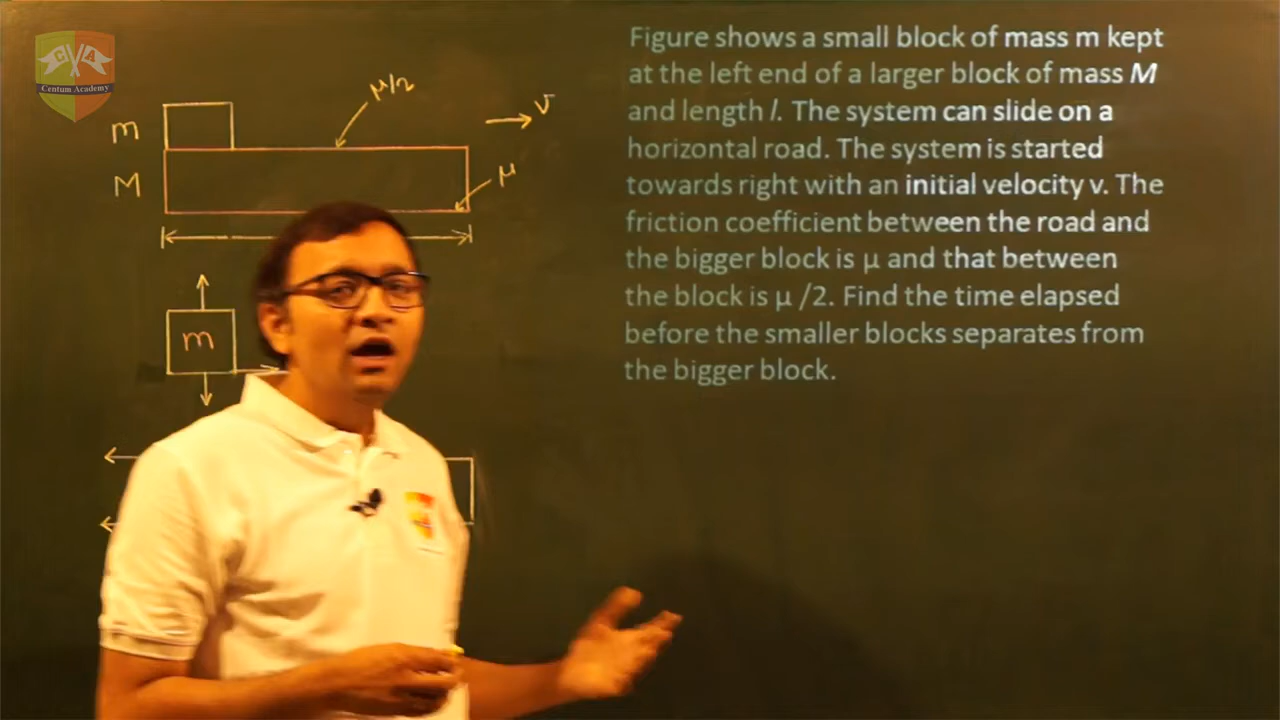 C A
Centum Academy
μ/2
v
m
M
μ
m
Figure shows a small block of mass m kept
at the left end of a larger block of mass M
and length l. The system can slide on a
horizontal road. The system is started
towards right with an initial velocity v. The
friction coefficient between the road and
the bigger block is μ and that between
the block is μ /2. Find the time elapsed
before the smaller blocks separates from
the bigger block.